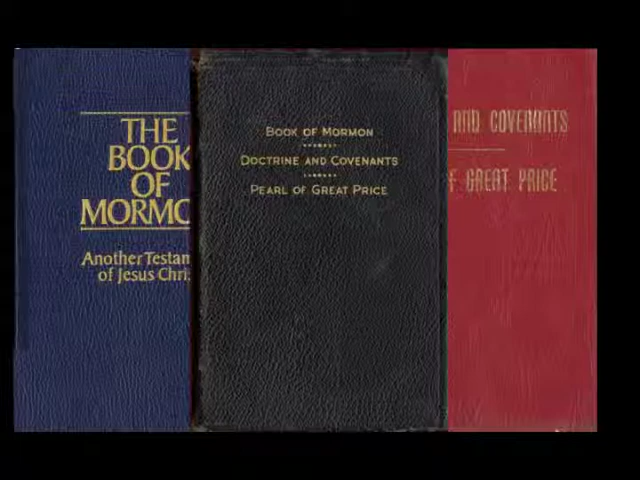 THE
BOOK
OF
MORMO
Another Testam
of Jesus Chris
BOOK OF MORMON
DOCTRINE AND COVENANTS
PEARL OF GREAT PRICE
AND COVENANTS
F GREAT PRICE